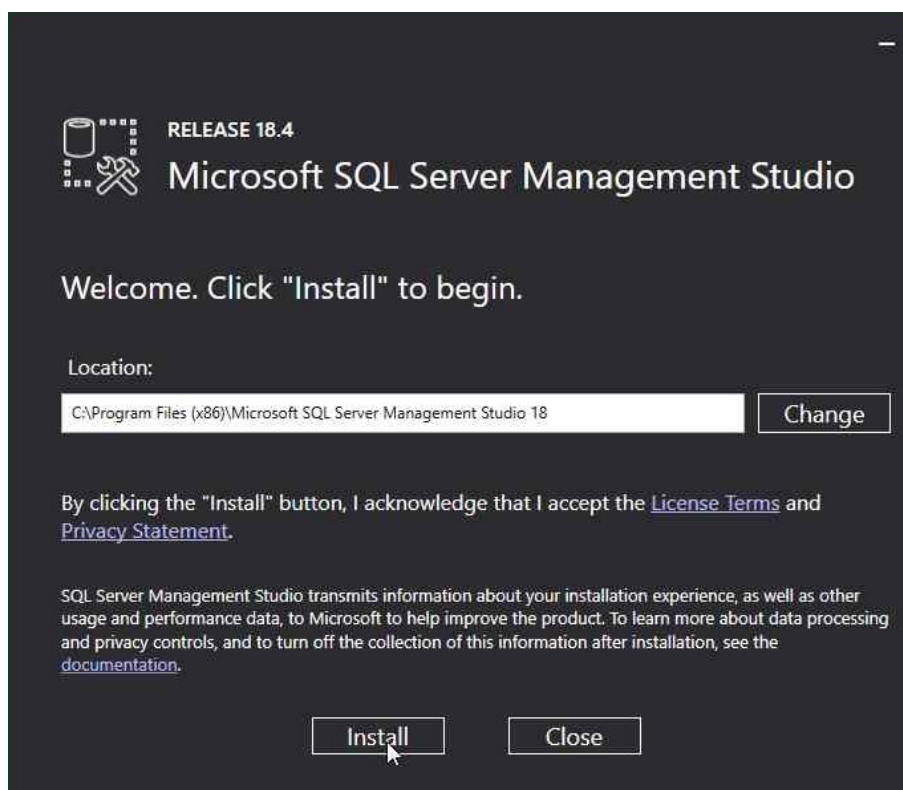 RELEASE 18.4
Microsoft SQL Server Management Studio
Welcome. Click "Install" to begin.
Location:
C:\Program Files (x86)\Microsoft SQL Server Management Studio 18
Change
By clicking the "Install" button, I acknowledge that I accept the License Terms and
Privacy Statement.
SQL Server Management Studio transmits information about your installation experience, as well as other
usage and performance data, to Microsoft to help improve the product. To learn more about data processing
and privacy controls, and to turn off the collection of this information after installation, see the
documentation.
Install
Close